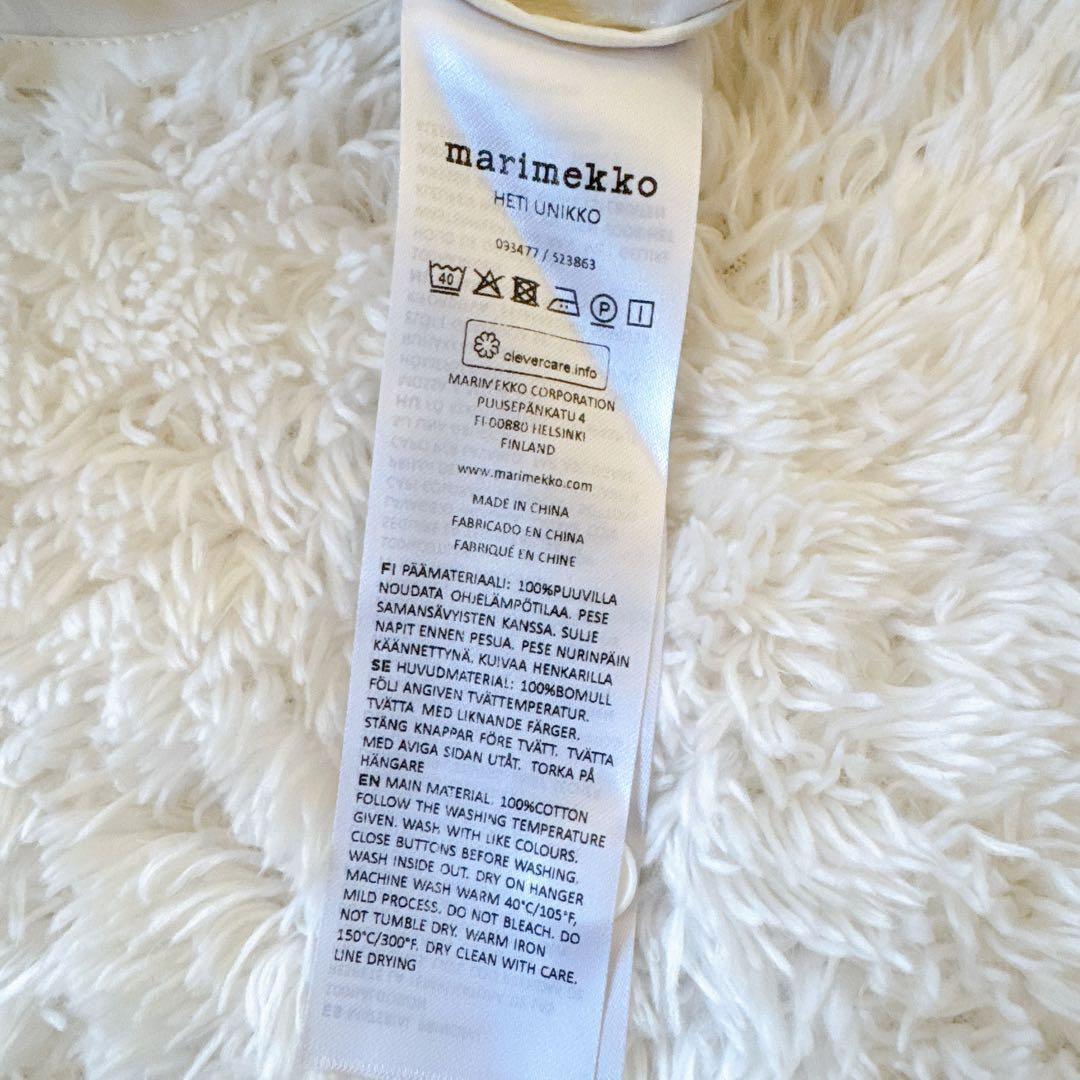 marimekko
HETI UNIKKO
093477 / 523863
40
P
clevercare.info
MARIMEKKO CORPORATION
PUUSEPÄNKATU 4
FI-00880 HELSINKI
FINLAND
www.marimekko.com
MADE IN CHINA
FABRICADO EN CHINA
FABRIQUÉ EN CHINE
FI PÄÄMATERIAALI: 100%PUUVILLA
NOUDATA OHJELÄMPÖTILAA. PESE
SAMANSÄVYISTEN KANSSA. SULJE
NAPIT ENNEN PESUA. PESE NURINPÄIN
KÄÄNNETTYNÄ, KUIVAA HENKARILLA
SE HUVUDMATERIAL: 100%BOMULL
FÖLJ ANGIVEN TVÄTTEMPERATUR.
TVÄTTA MED LIKNANDE FÄRGER.
STÄNG KNAPPAR FÖRE TVÄTT. TVÄTTA
MED AVIGA SIDAN UTÅT. TORKA PÅ
HÄNGARE
EN MAIN MATERIAL. 100%COTTON
FOLLOW THE WASHING TEMPERATURE
GIVEN. WASH WITH LIKE COLOURS.
CLOSE BUTTONS BEFORE WASHING.
WASH INSIDE OUT. DRY ON HANGER
MACHINE WASH WARM 40°C/105°F,
MILD PROCESS. DO NOT BLEACH. DO
NOT TUMBLE DRY. WARM IRON
150°C/300°F. DRY CLEAN WITH CARE.
LINE DRYING